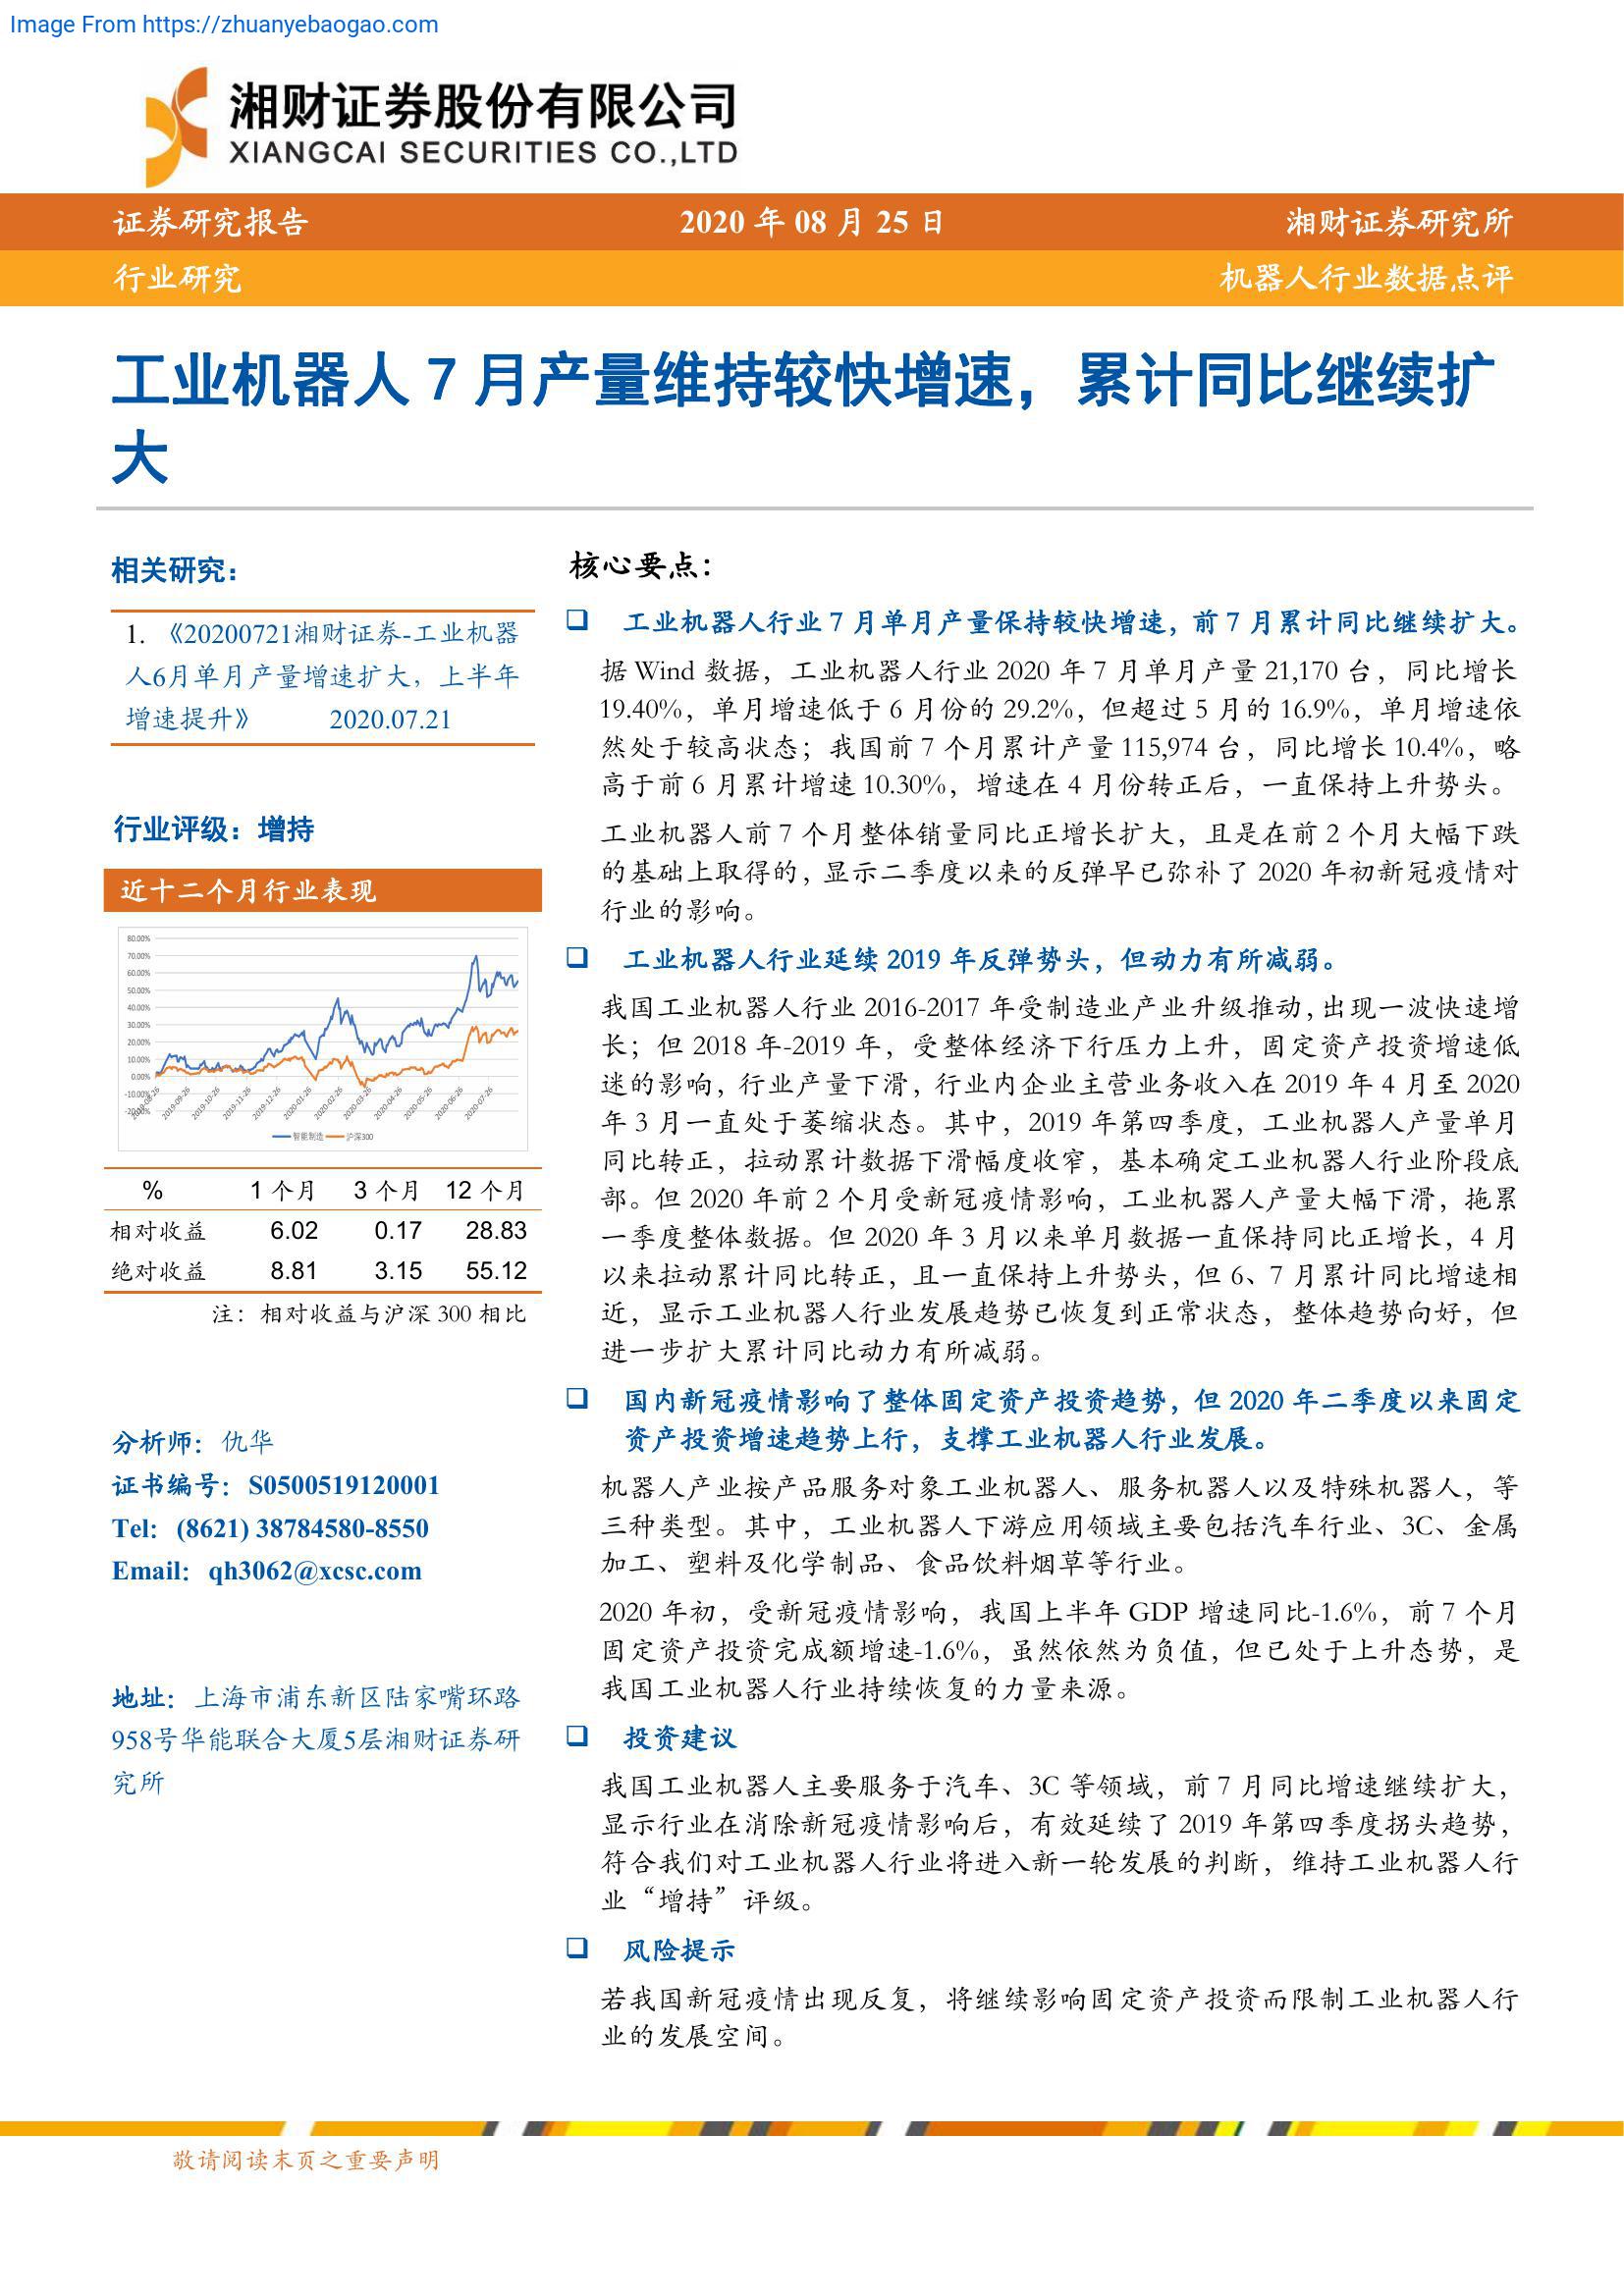 Image From https://zhuanyebaogao.com
湘财证券股份有限公司
XIANGCAI SECURITIES CO.,LTD
证券研究报告 2020 年 08 月 25 日 湘财证券研究所
行业研究 机器人行业数据点评
工业机器人 7 月产量维持较快增速，累计同比继续扩
大
相关研究：
1. 《20200721湘财证券-工业机器
人6月单月产量增速扩大，上半年
增速提升》 2020.07.21
行业评级：增持
近十二个月行业表现
80.00%
70.00%
60.00%
50.00%
40.00%
30.00%
20.00%
10.00%
0.00%
-10.00%
-20.00%
2019-08-26 2019-09-26 2019-10-26 2019-11-26 2019-12-26 2020-01-26 2020-02-26 2020-03-26 2020-04-26 2020-05-26 2020-06-26 2020-07-26
智能制造 沪深300
% 1 个月 3 个月 12 个月
相对收益 6.02 0.17 28.83
绝对收益 8.81 3.15 55.12
注：相对收益与沪深 300 相比
分析师：仇华
证书编号：S0500519120001
Tel：(8621) 38784580-8550
Email：qh3062@xcsc.com
地址：上海市浦东新区陆家嘴环路
958号华能联合大厦5层湘财证券研
究所
核心要点：
❑ 工业机器人行业 7 月单月产量保持较快增速，前 7 月累计同比继续扩大。
据 Wind 数据，工业机器人行业 2020 年 7 月单月产量 21,170 台，同比增长
19.40%，单月增速低于 6 月份的 29.2%，但超过 5 月的 16.9%，单月增速依
然处于较高状态；我国前 7 个月累计产量 115,974 台，同比增长 10.4%，略
高于前 6 月累计增速 10.30%，增速在 4 月份转正后，一直保持上升势头。
工业机器人前 7 个月整体销量同比正增长扩大，且是在前 2 个月大幅下跌
的基础上取得的，显示二季度以来的反弹早已弥补了 2020 年初新冠疫情对
行业的影响。
❑ 工业机器人行业延续 2019 年反弹势头，但动力有所减弱。
我国工业机器人行业 2016-2017 年受制造业产业升级推动，出现一波快速增
长；但 2018 年-2019 年，受整体经济下行压力上升，固定资产投资增速低
迷的影响，行业产量下滑，行业内企业主营业务收入在 2019 年 4 月至 2020
年 3 月一直处于萎缩状态。其中，2019 年第四季度，工业机器人产量单月
同比转正，拉动累计数据下滑幅度收窄，基本确定工业机器人行业阶段底
部。但 2020 年前 2 个月受新冠疫情影响，工业机器人产量大幅下滑，拖累
一季度整体数据。但 2020 年 3 月以来单月数据一直保持同比正增长，4 月
以来拉动累计同比转正，且一直保持上升势头，但 6、7 月累计同比增速相
近，显示工业机器人行业发展趋势已恢复到正常状态，整体趋势向好，但
进一步扩大累计同比动力有所减弱。
❑ 国内新冠疫情影响了整体固定资产投资趋势，但 2020 年二季度以来固定
资产投资增速趋势上行，支撑工业机器人行业发展。
机器人产业按产品服务对象工业机器人、服务机器人以及特殊机器人，等
三种类型。其中，工业机器人下游应用领域主要包括汽车行业、3C、金属
加工、塑料及化学制品、食品饮料烟草等行业。
2020 年初，受新冠疫情影响，我国上半年 GDP 增速同比-1.6%，前 7 个月
固定资产投资完成额增速-1.6%，虽然依然为负值，但已处于上升态势，是
我国工业机器人行业持续恢复的力量来源。
❑ 投资建议
我国工业机器人主要服务于汽车、3C 等领域，前 7 月同比增速继续扩大，
显示行业在消除新冠疫情影响后，有效延续了 2019 年第四季度拐头趋势，
符合我们对工业机器人行业将进入新一轮发展的判断，维持工业机器人行
业“增持”评级。
❑ 风险提示
若我国新冠疫情出现反复，将继续影响固定资产投资而限制工业机器人行
业的发展空间。
敬请阅读末页之重要声明